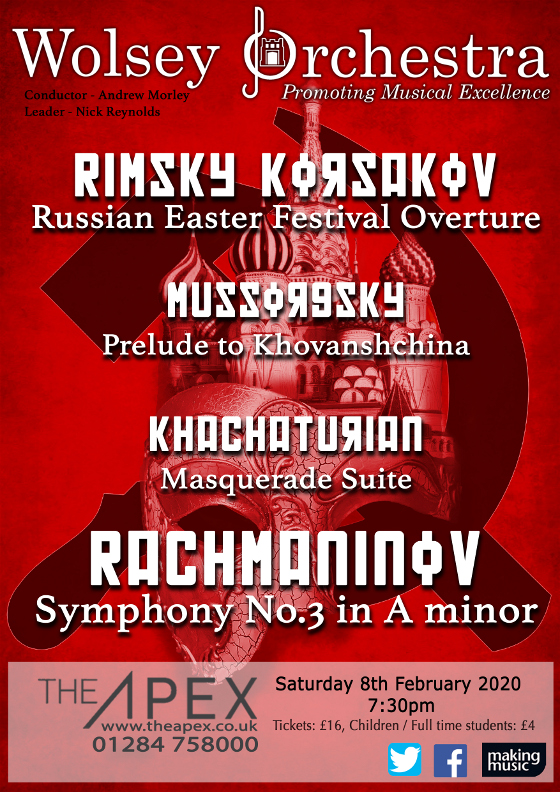 Wolsey Orchestra
Conductor - Andrew Morley
Promoting Musical Excellence
Leader - Nick Reynolds
RIMSKY KORSAKOV
Russian Easter Festival Overture
MUSSORGSKY
Prelude to Khovanshchina
KHACHATURIAN
Masquerade Suite
RACHMANINOV
Symphony No.3 in A minor
THE APEX
www.theapex.co.uk
01284 758000
Saturday 8th February 2020
7:30pm
Tickets: £16, Children / Full time students: £4
making
music